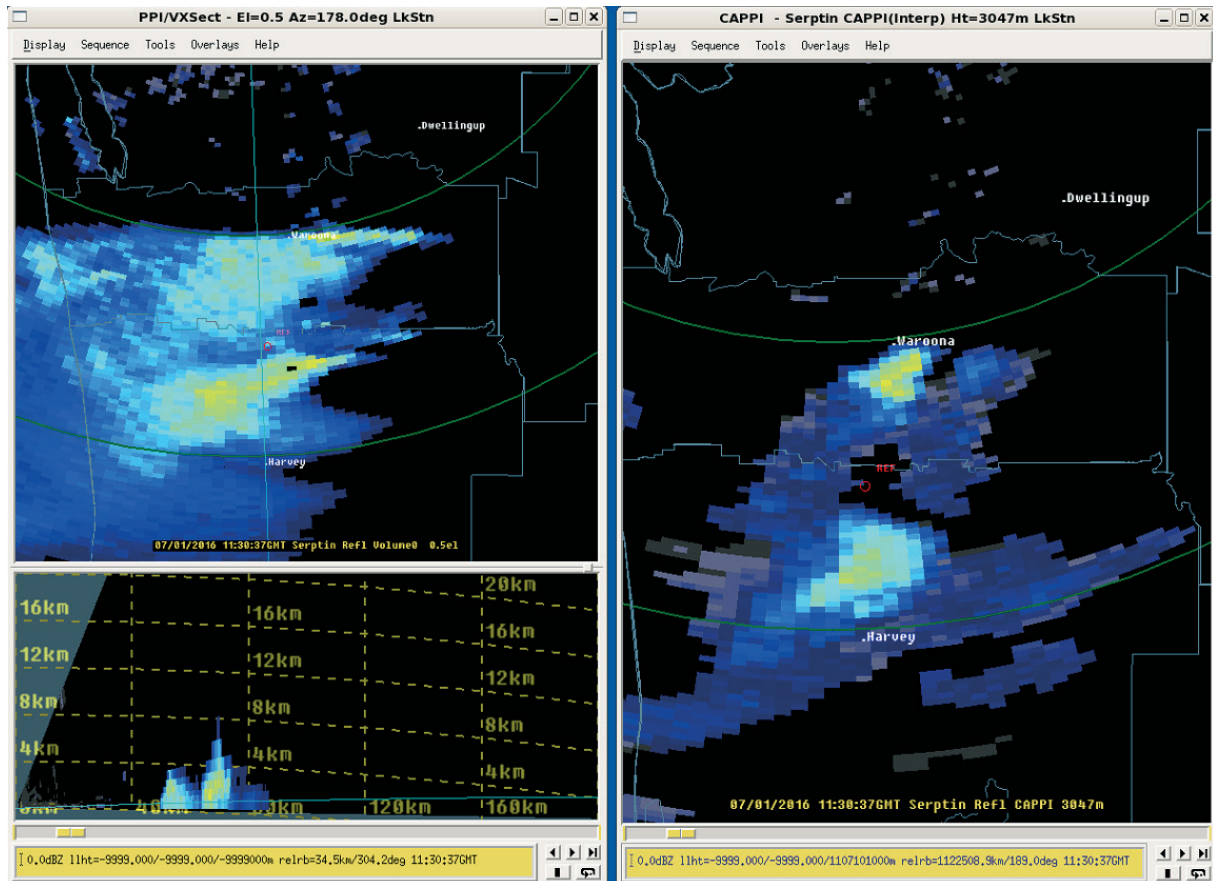 PPI/VXSect - El=0.5 Az=178.0deg LkStn
Display Sequence Tools Overlays Help
.Dwellingup
.Waroona
REF
.Harvey
07/01/2016 11:30:37GMT Serptin Refl Volume0 0.5el
20km
16km 16km 16km
12km 12km 12km
8km 8km 8km
4km 4km 4km
120km 160km
0.0dBZ llht=-9999.000/-9999.000/-9999000m relrb=34.5km/304.2deg 11:30:37GMT
CAPPI - Serptin CAPPI(Interp) Ht=3047m LkStn
Display Sequence Tools Overlays Help
.Dwellingup
.Waroona
REF
.Harvey
07/01/2016 11:30:37GMT Serptin Refl CAPPI 3047m
0.0dBZ llht=-9999.000/-9999.000/1107101000m relrb=1122508.9km/189.0deg 11:30:37GMT